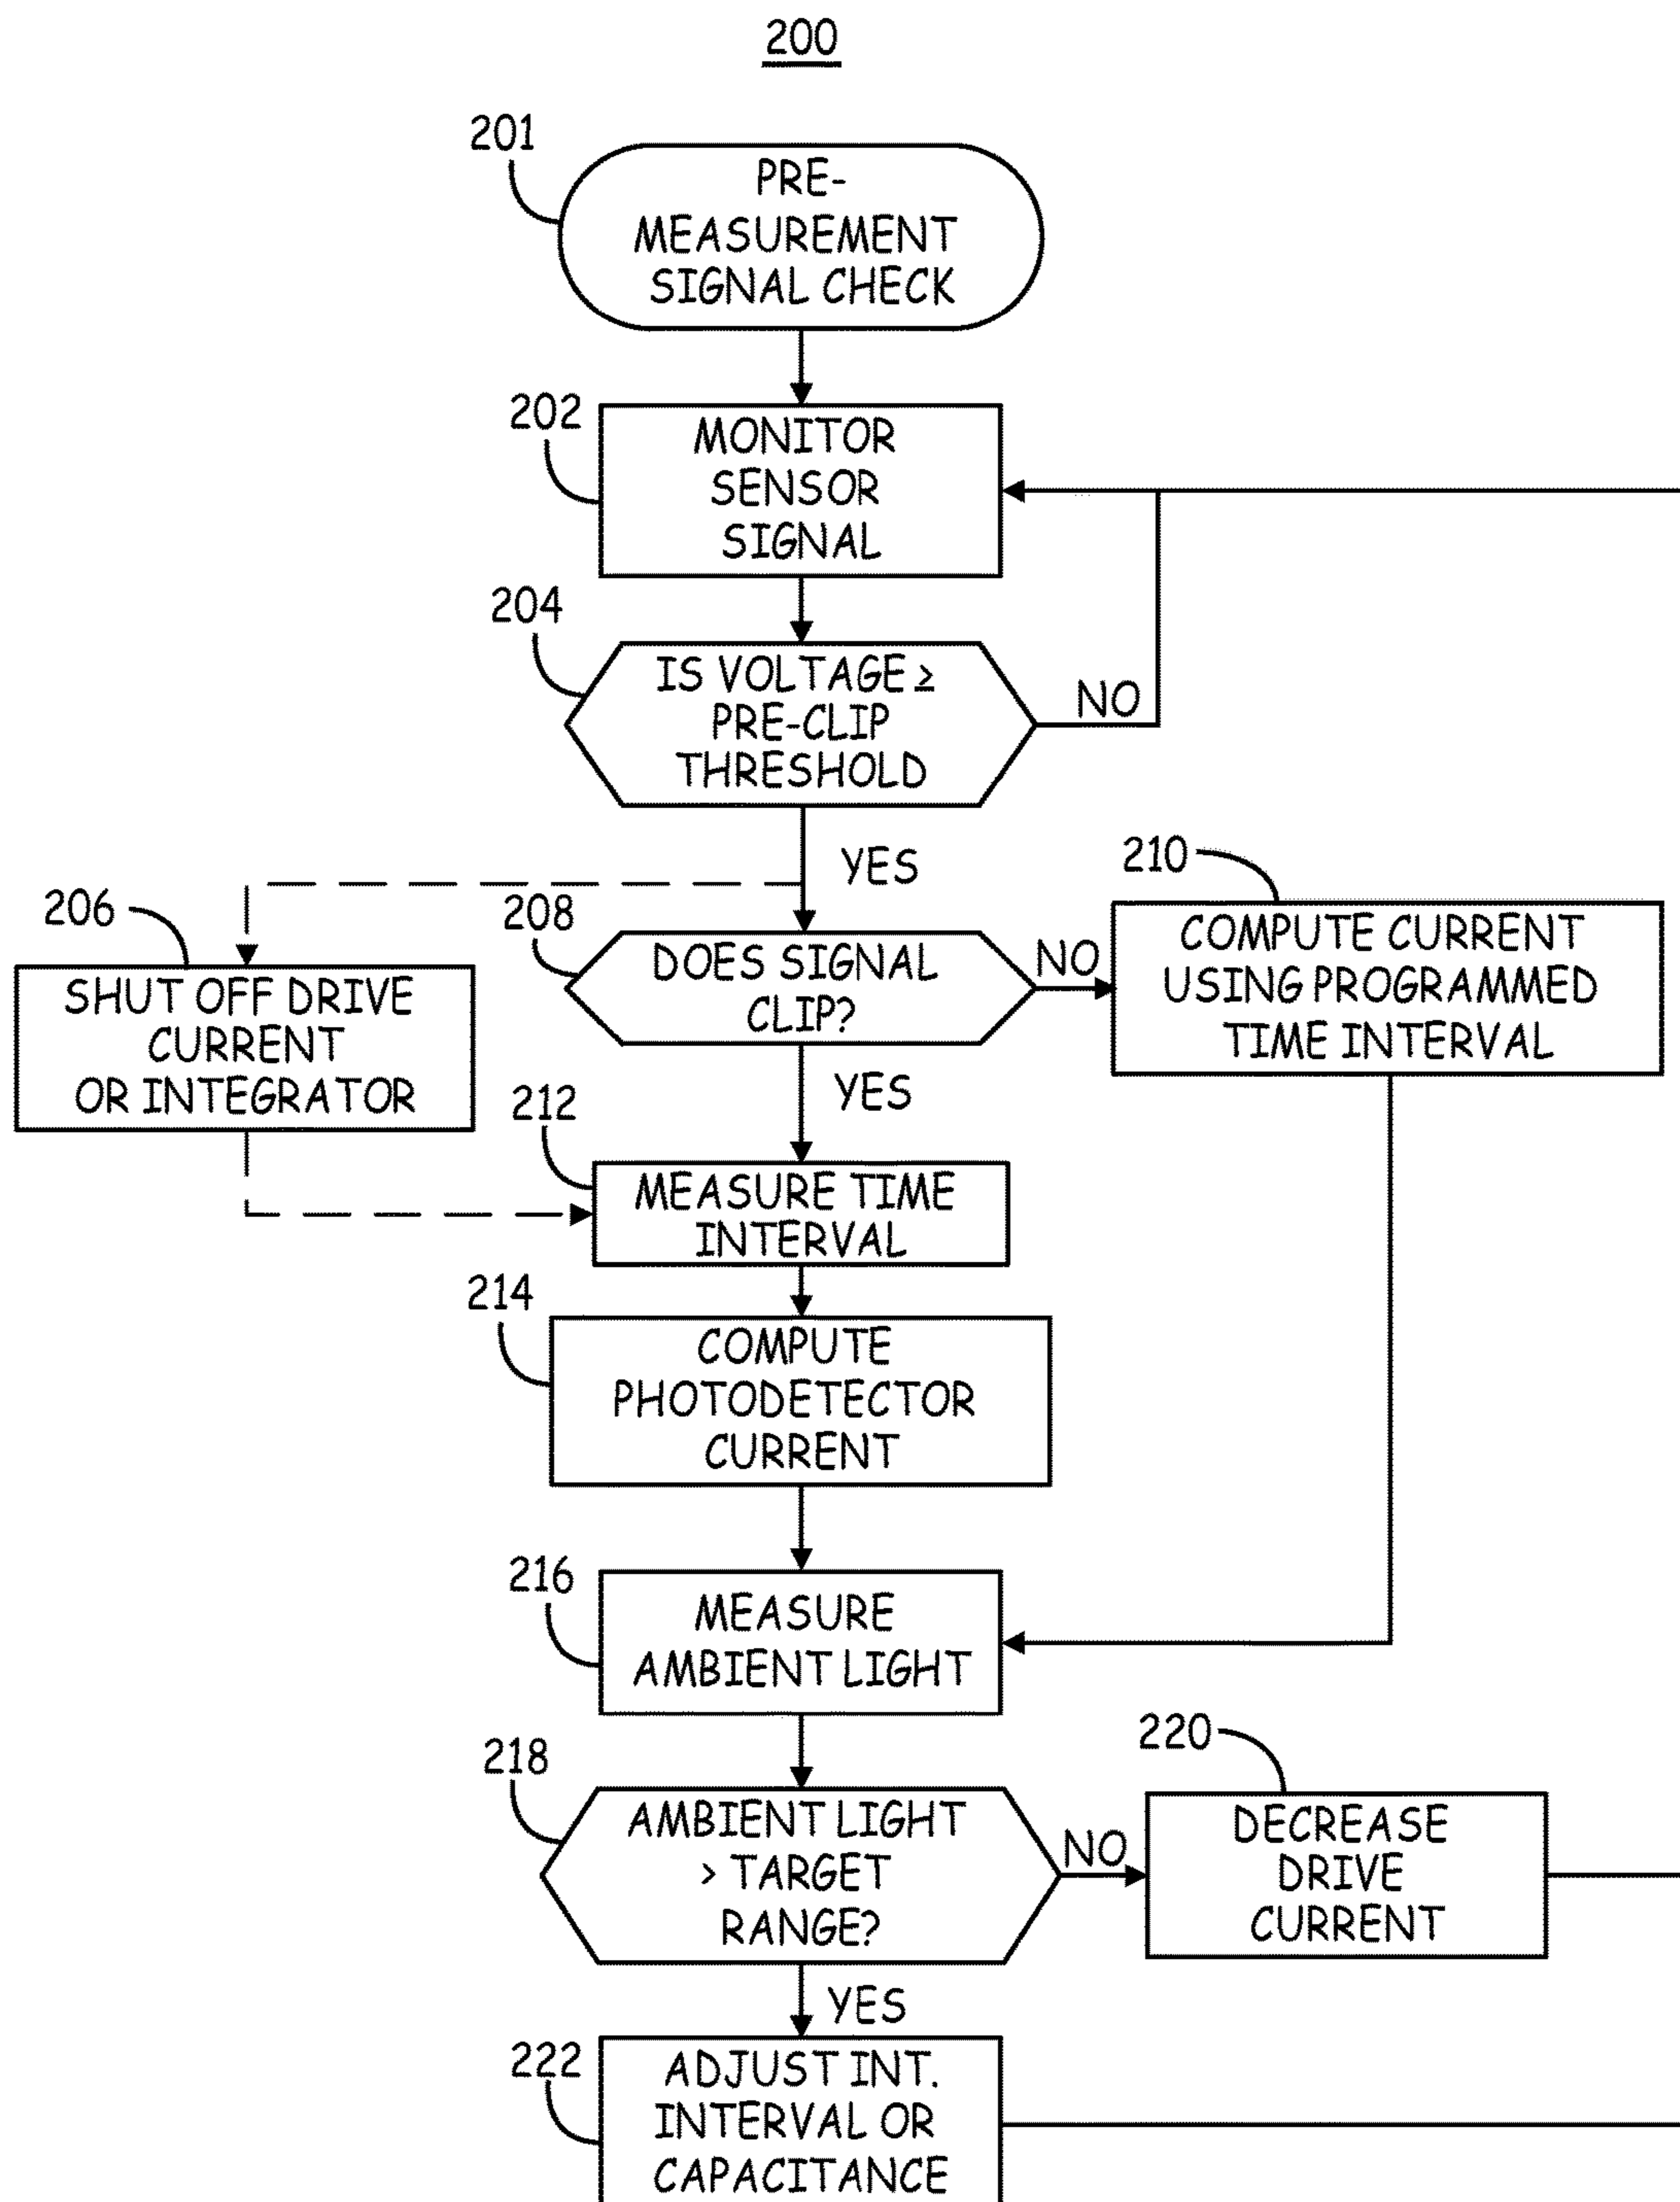 200
201
PRE-
MEASUREMENT
SIGNAL CHECK
202
MONITOR
SENSOR
SIGNAL
204
IS VOLTAGE ≥
PRE-CLIP
THRESHOLD
NO
YES
206
SHUT OFF DRIVE
CURRENT
OR INTEGRATOR
208
DOES SIGNAL
CLIP?
NO
210
COMPUTE CURRENT
USING PROGRAMMED
TIME INTERVAL
YES
212
MEASURE TIME
INTERVAL
214
COMPUTE
PHOTODETECTOR
CURRENT
216
MEASURE
AMBIENT LIGHT
218
AMBIENT LIGHT
> TARGET
RANGE?
NO
220
DECREASE
DRIVE
CURRENT
YES
222
ADJUST INT.
INTERVAL OR
CAPACITANCE